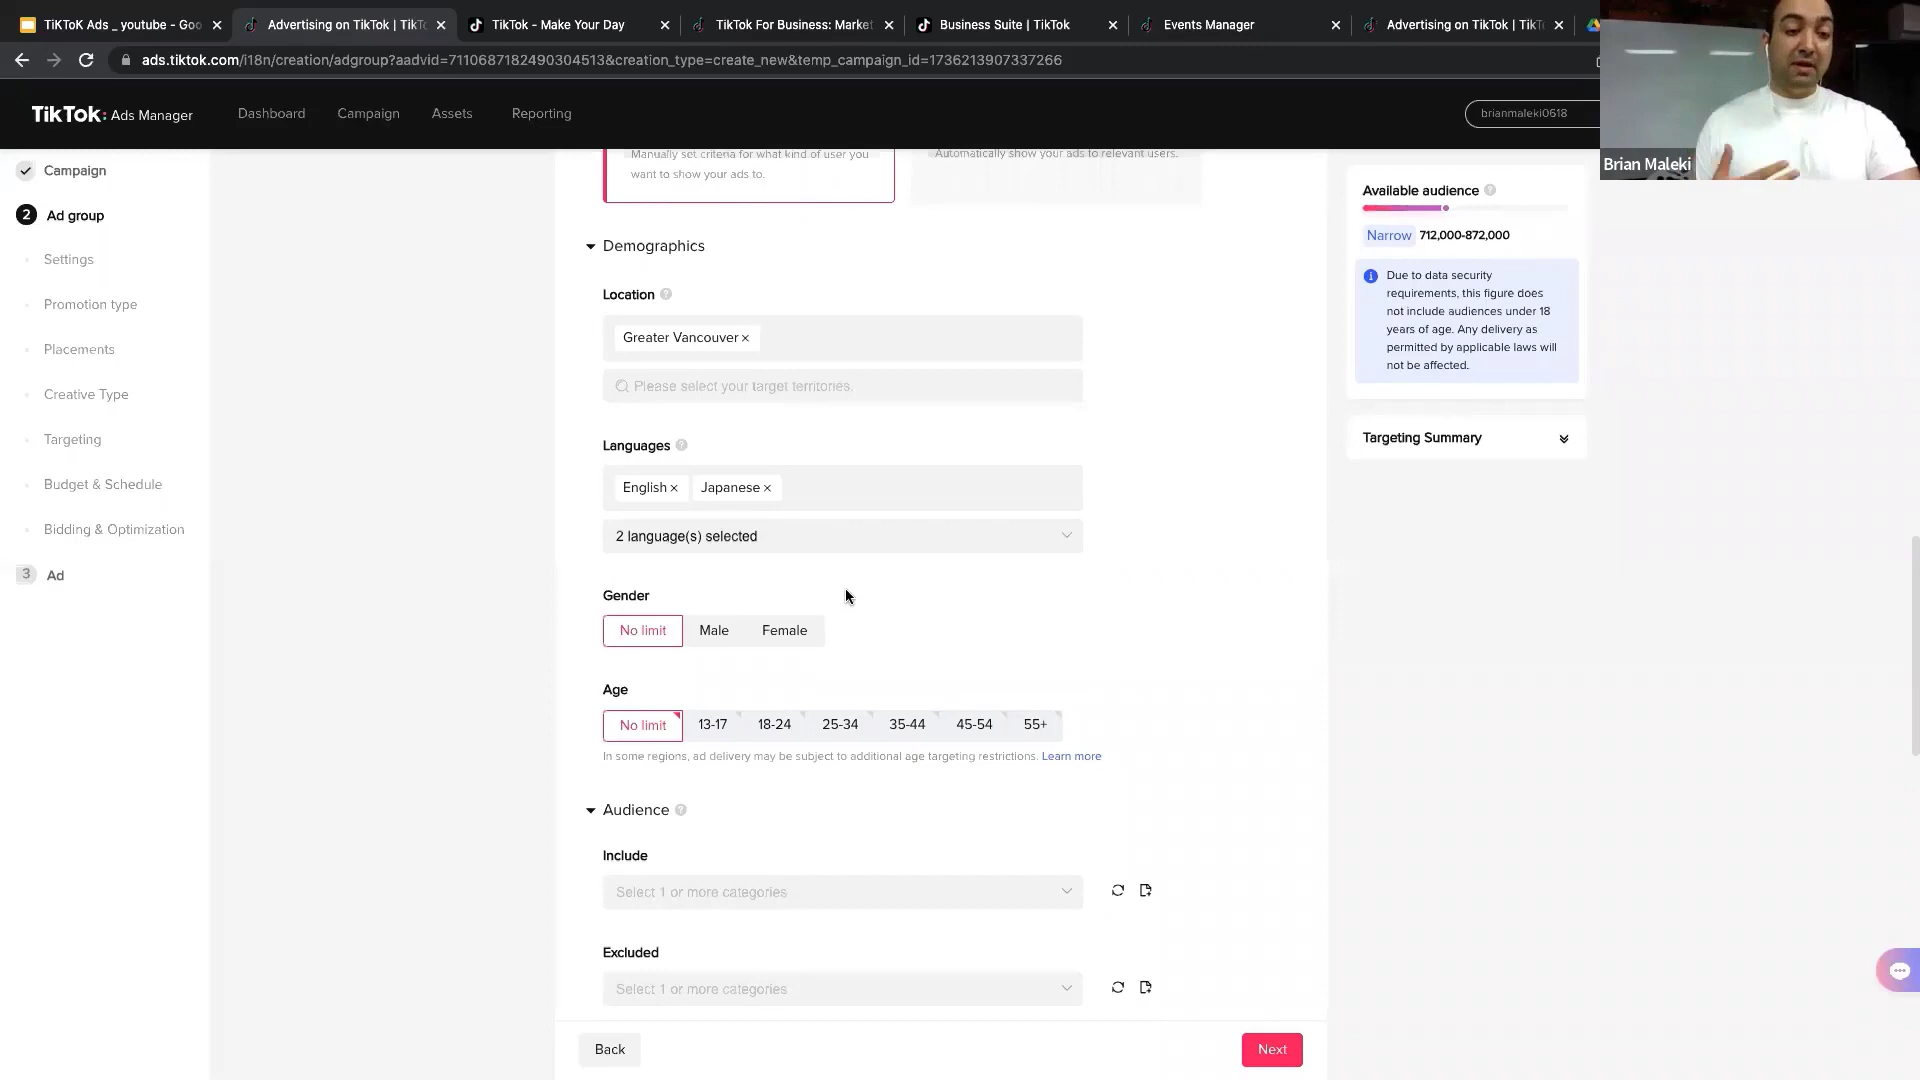 TiKToK Ads _ youtube - Goo
Advertising on TikTok | TikT
TikTok - Make Your Day
TikTok For Business: Market
Business Suite | TikTok
Events Manager
Advertising on TikTok | TikT
ads.tiktok.com/i18n/creation/adgroup?aadvid=7110687182490304513&creation_type=create_new&temp_campaign_id=1736213907337266
TikTok: Ads Manager
Dashboard
Campaign
Assets
Reporting
brianmaleki0618
Brian Maleki
Campaign
2 Ad group
Settings
Promotion type
Placements
Creative Type
Targeting
Budget & Schedule
Bidding & Optimization
3 Ad
Manually set criteria for what kind of user you
want to show your ads to.
Automatically show your ads to relevant users.
Demographics
Location
Greater Vancouver ×
Please select your target territories.
Languages
English × Japanese ×
2 language(s) selected
Gender
No limit Male Female
Age
No limit 13-17 18-24 25-34 35-44 45-54 55+
In some regions, ad delivery may be subject to additional age targeting restrictions. Learn more
Audience
Include
Select 1 or more categories
Excluded
Select 1 or more categories
Back
Next
Available audience
Narrow 712,000-872,000
Due to data security
requirements, this figure does
not include audiences under 18
years of age. Any delivery as
permitted by applicable laws will
not be affected.
Targeting Summary